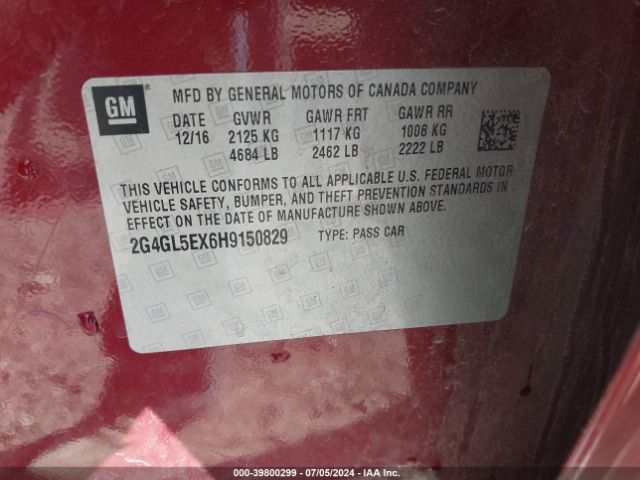 GM ®
MFD BY GENERAL MOTORS OF CANADA COMPANY
DATE GVWR GAWR FRT GAWR RR
12/16 2125 KG 1117 KG 1008 KG
4684 LB 2462 LB 2222 LB
THIS VEHICLE CONFORMS TO ALL APPLICABLE U.S. FEDERAL MOTOR
VEHICLE SAFETY, BUMPER, AND THEFT PREVENTION STANDARDS IN
EFFECT ON THE DATE OF MANUFACTURE SHOWN ABOVE.
2G4GL5EX6H9150829 TYPE: PASS CAR
000-39800299 - 07/05/2024 - IAA Inc.